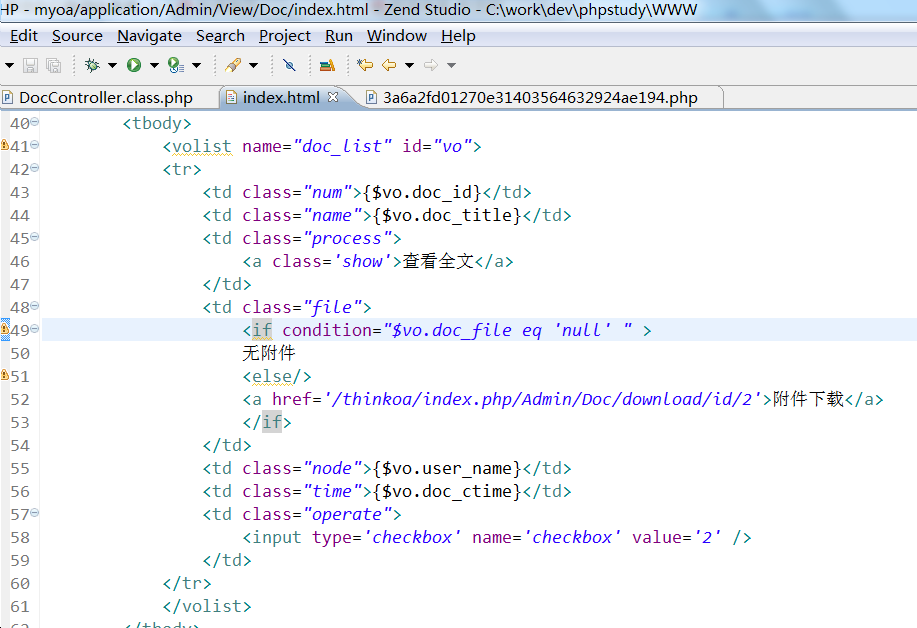 HP - myoa/application/Admin/View/Doc/index.html - Zend Studio - C:\work\dev\phpstudy\WWW
Edit Source Navigate Search Project Run Window Help
DocController.class.php index.html 3a6a2fd01270e31403564632924ae194.php
40 <tbody>
41 <volist name="doc_list" id="vo">
42 <tr>
43 <td class="num">{$vo.doc_id}</td>
44 <td class="name">{$vo.doc_title}</td>
45 <td class="process">
46 <a class='show'>查看全文</a>
47 </td>
48 <td class="file">
49 <if condition="$vo.doc_file eq 'null' " >
50 无附件
51 <else/>
52 <a href='/thinkoa/index.php/Admin/Doc/download/id/2'>附件下载</a>
53 </if>
54 </td>
55 <td class="node">{$vo.user_name}</td>
56 <td class="time">{$vo.doc_ctime}</td>
57 <td class="operate">
58 <input type='checkbox' name='checkbox' value='2' />
59 </td>
60 </tr>
61 </volist>
62 </tbody>